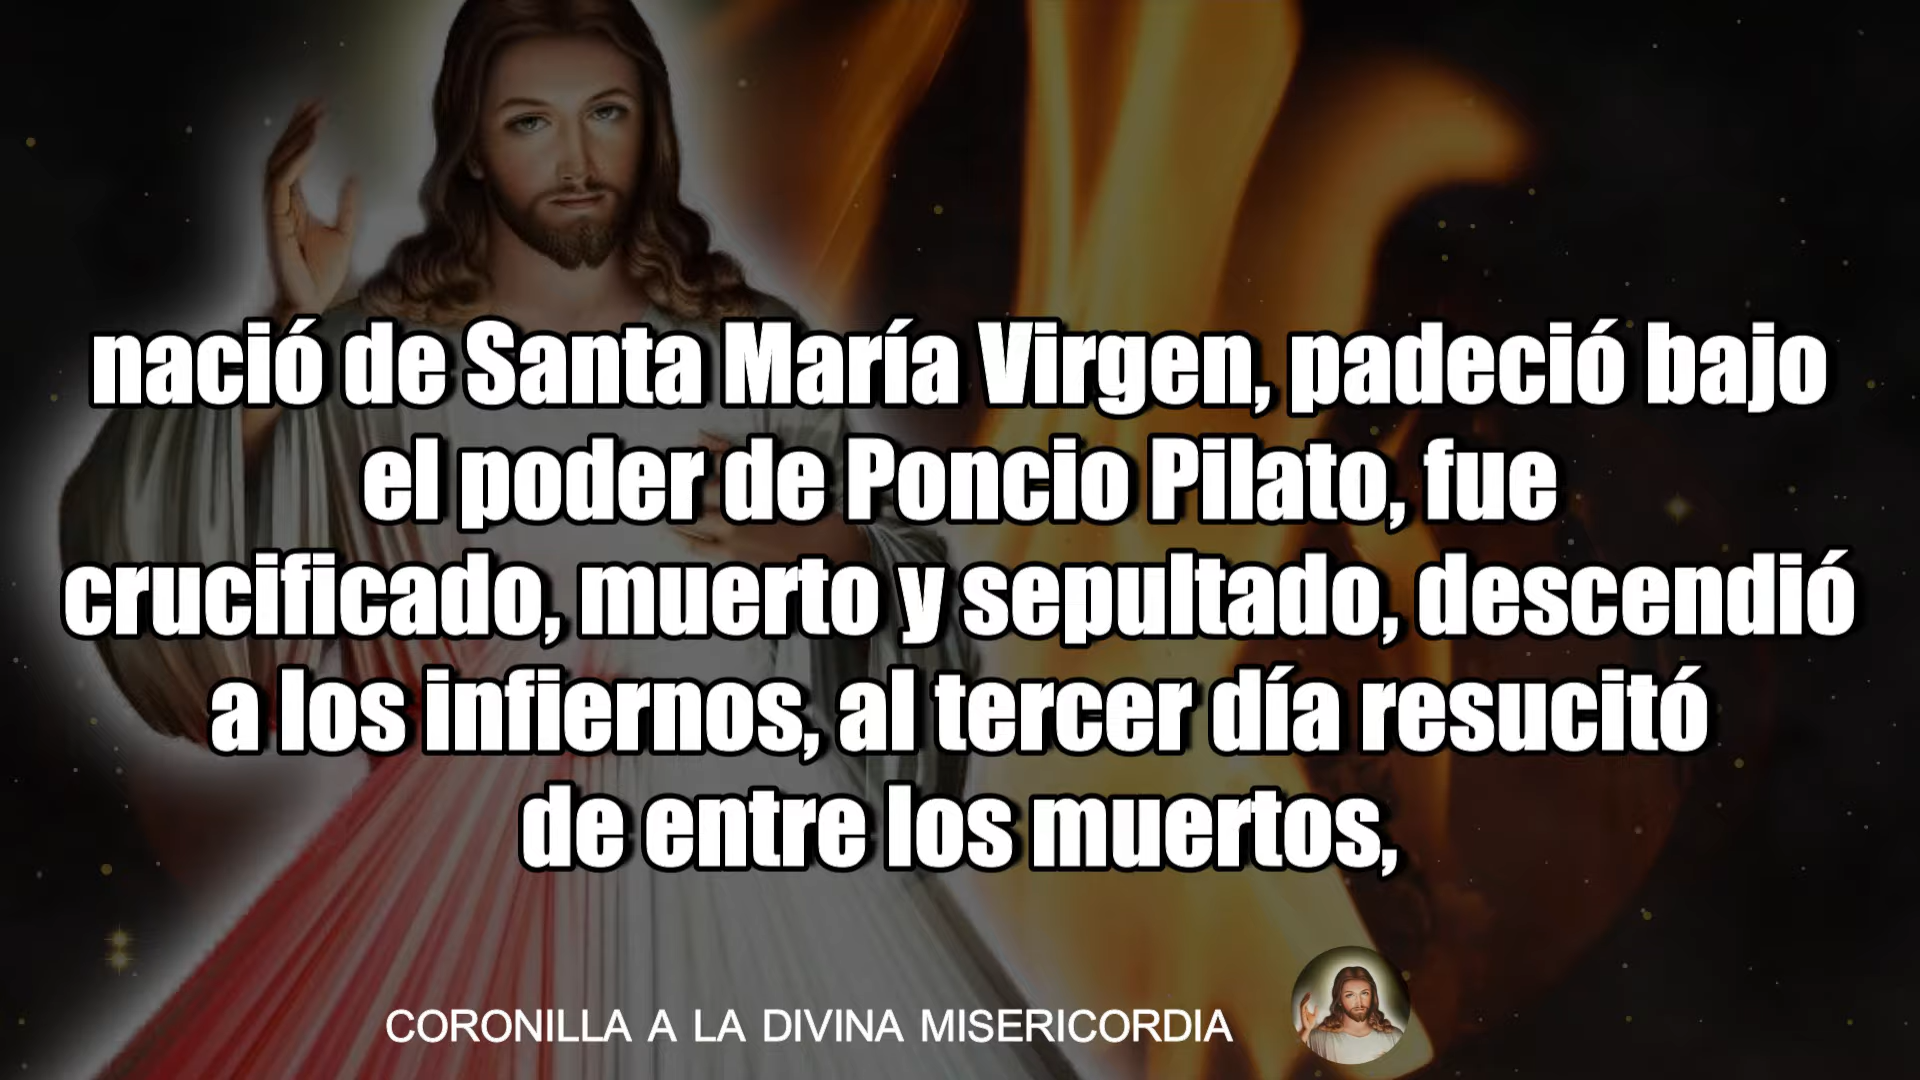 nació de Santa María Virgen, padeció bajo
el poder de Poncio Pilato, fue
crucificado, muerto y sepultado, descendió
a los infiernos, al tercer día resucitó
de entre los muertos,
CORONILLA A LA DIVINA MISERICORDIA